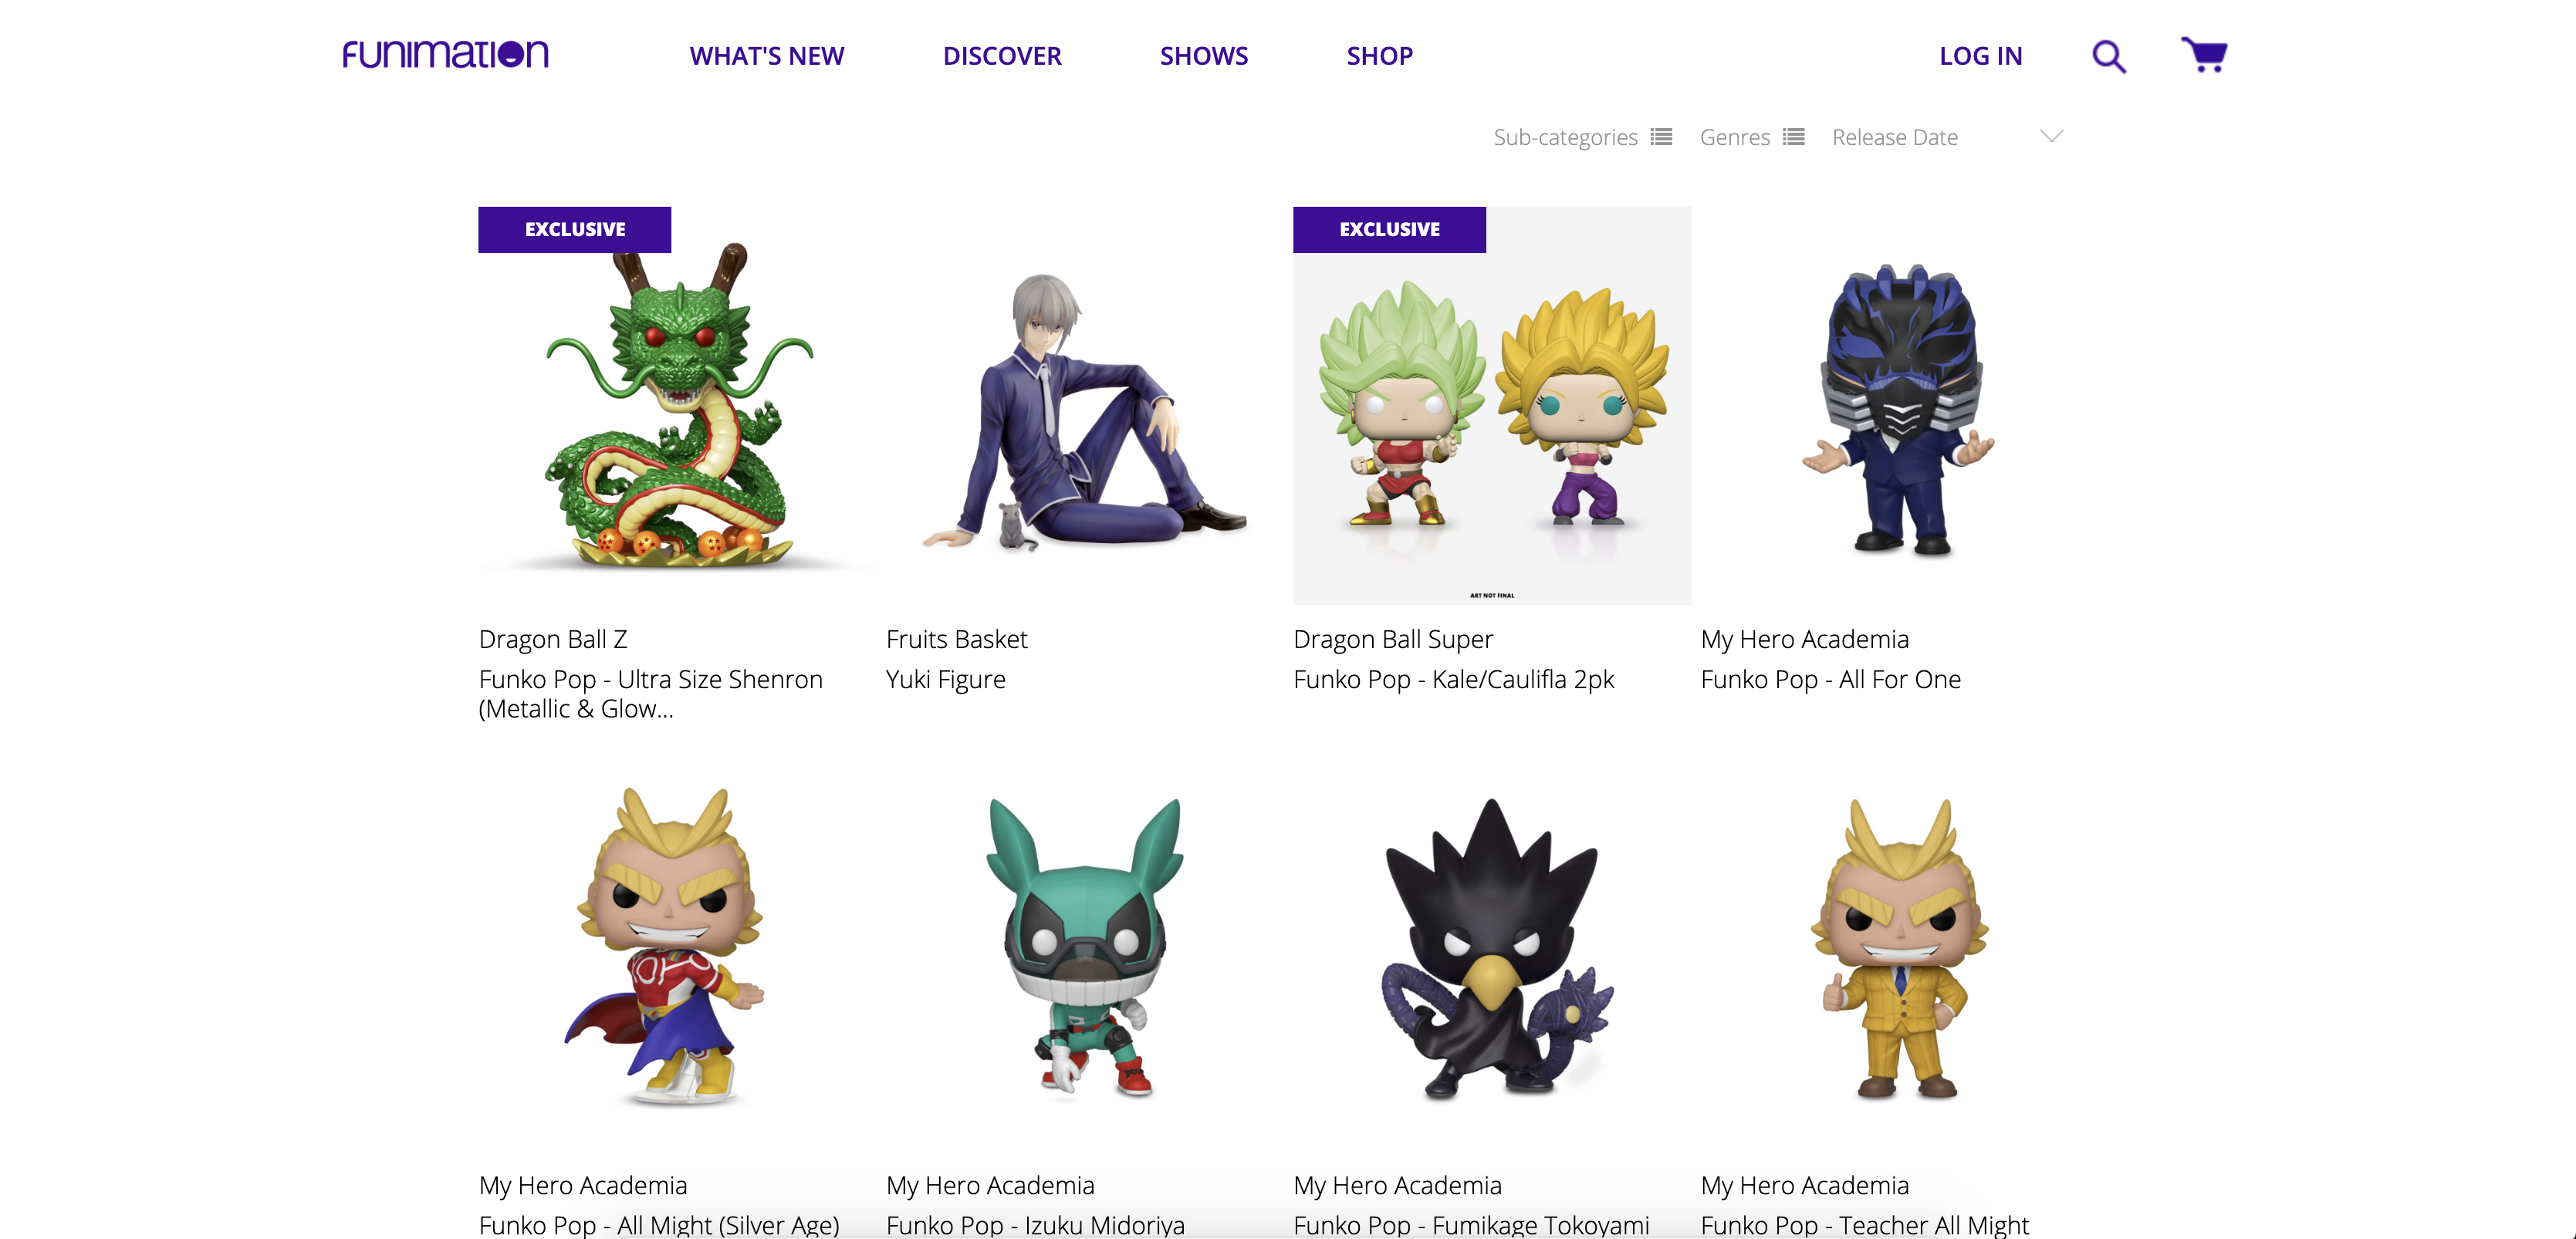 FUNIMATION
WHAT'S NEW
DISCOVER
SHOWS
SHOP
LOG IN
Sub-categories
Genres
Release Date
EXCLUSIVE
EXCLUSIVE
ART NOT FINAL
Dragon Ball Z
Funko Pop - Ultra Size Shenron
(Metallic & Glow...
Fruits Basket
Yuki Figure
Dragon Ball Super
Funko Pop - Kale/Caulifla 2pk
My Hero Academia
Funko Pop - All For One
My Hero Academia
Funko Pop - All Might (Silver Age)
My Hero Academia
Funko Pop - Izuku Midoriya
My Hero Academia
Funko Pop - Fumikage Tokoyami
My Hero Academia
Funko Pop - Teacher All Might